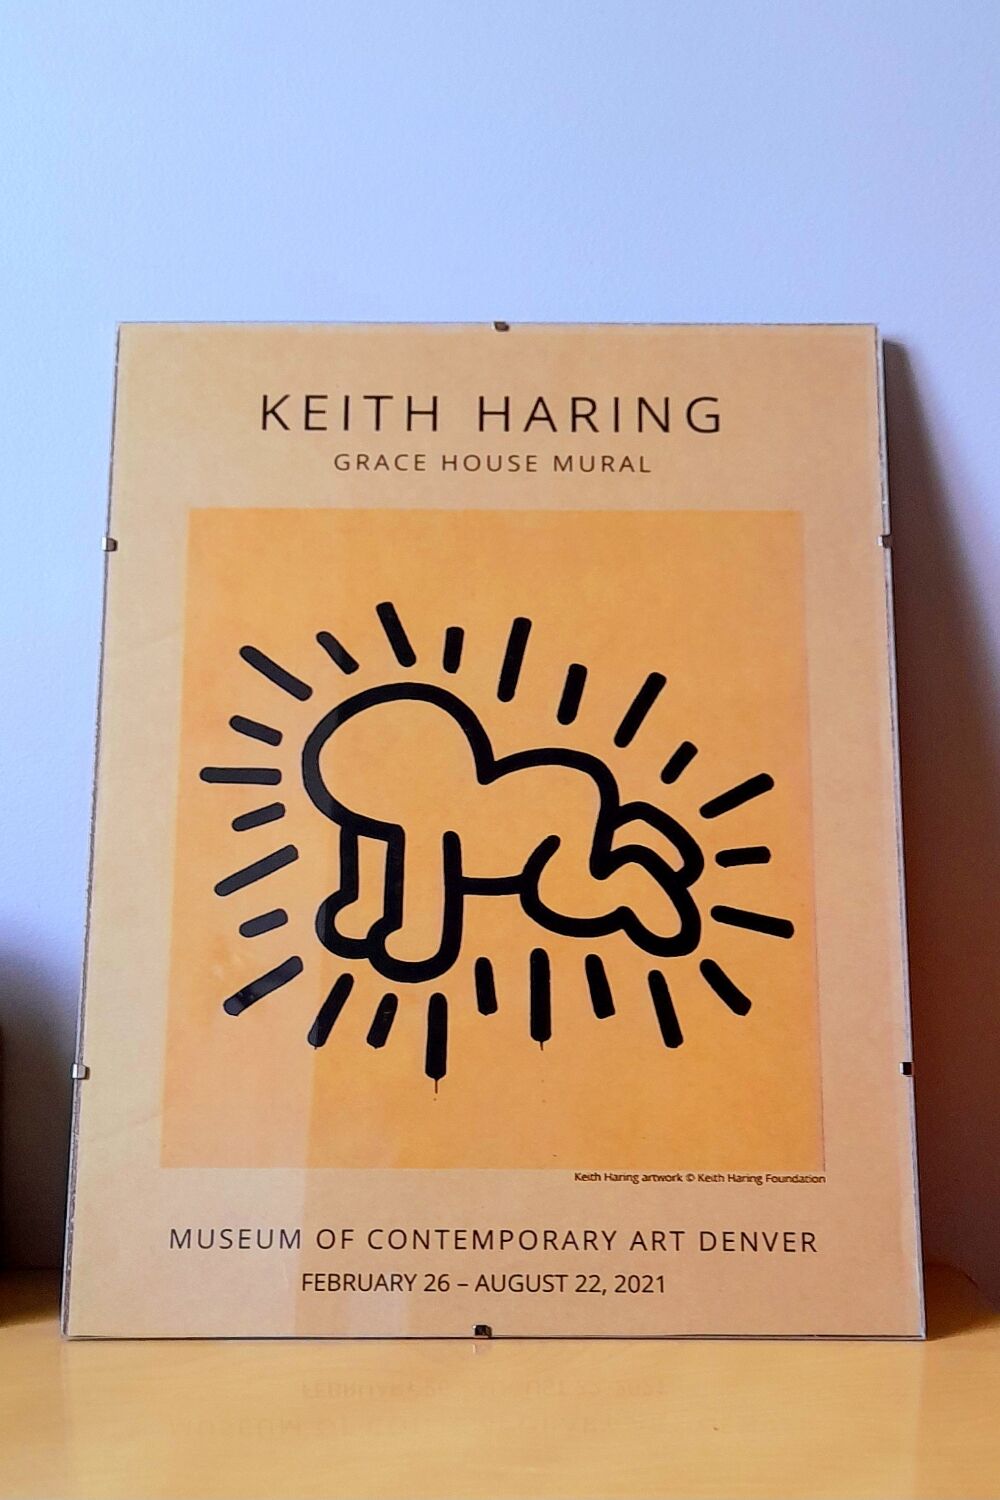 KEITH HARING
GRACE HOUSE MURAL
Keith Haring artwork © Keith Haring Foundation
MUSEUM OF CONTEMPORARY ART DENVER
FEBRUARY 26 – AUGUST 22, 2021